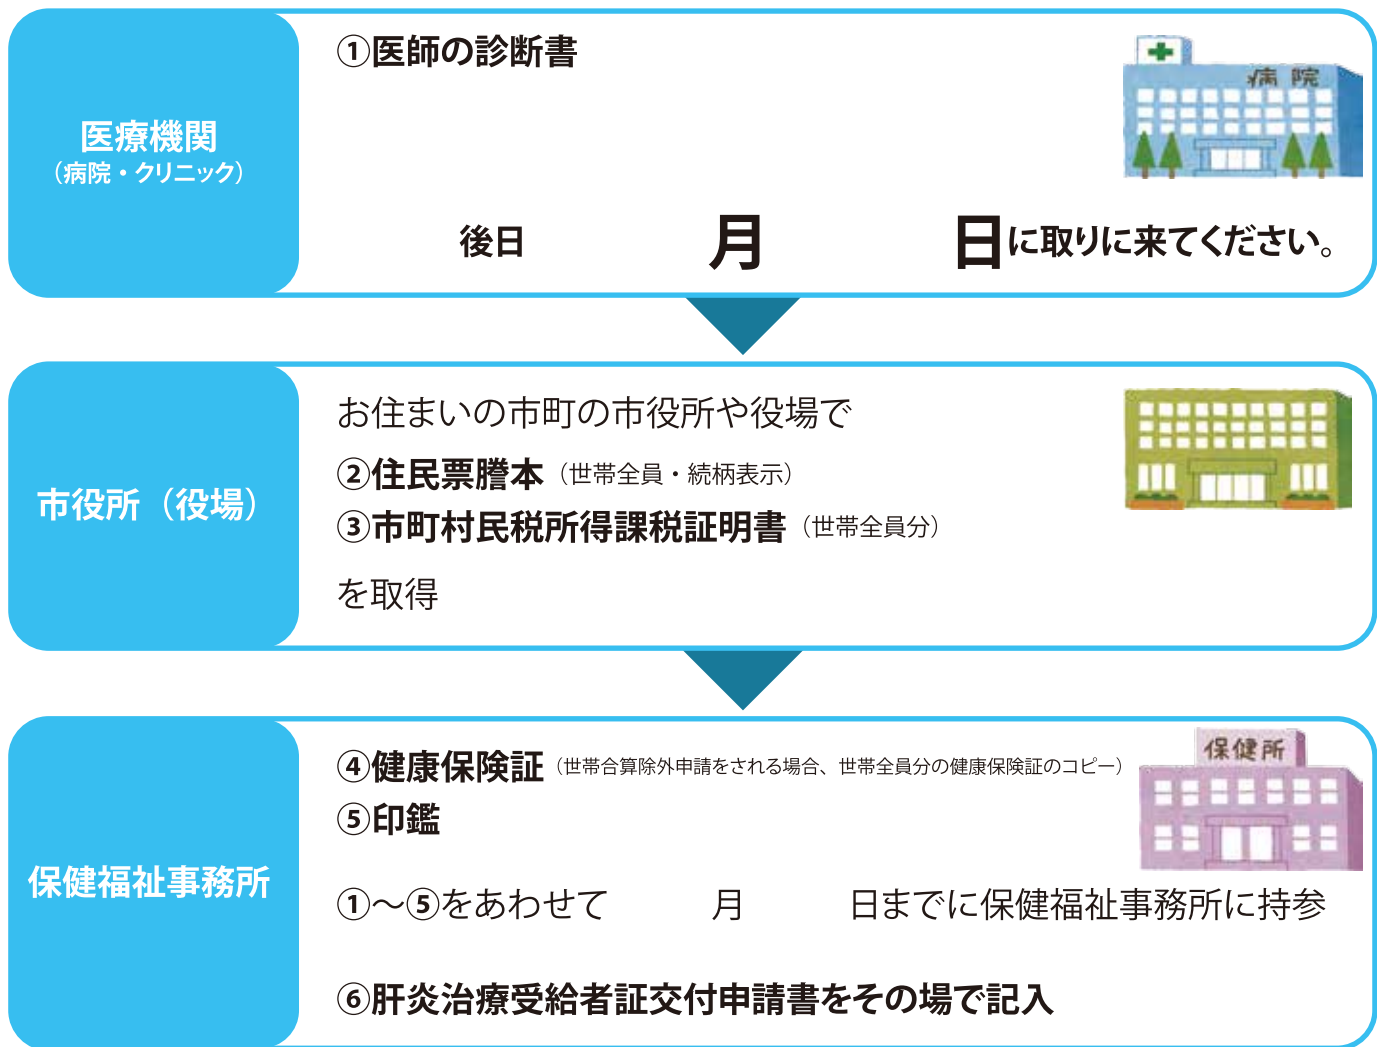 医療機関
(病院・クリニック)
①医師の診断書
病院
後日 月 日に取りに来てください。
市役所（役場）
お住まいの市町の市役所や役場で
②住民票謄本（世帯全員・続柄表示）
③市町村民税所得課税証明書（世帯全員分）
を取得
保健福祉事務所
④健康保険証（世帯合算除外申請をされる場合、世帯全員分の健康保険証のコピー）
保健所
⑤印鑑
①～⑤をあわせて 月 日までに保健福祉事務所に持参
⑥肝炎治療受給者証交付申請書をその場で記入